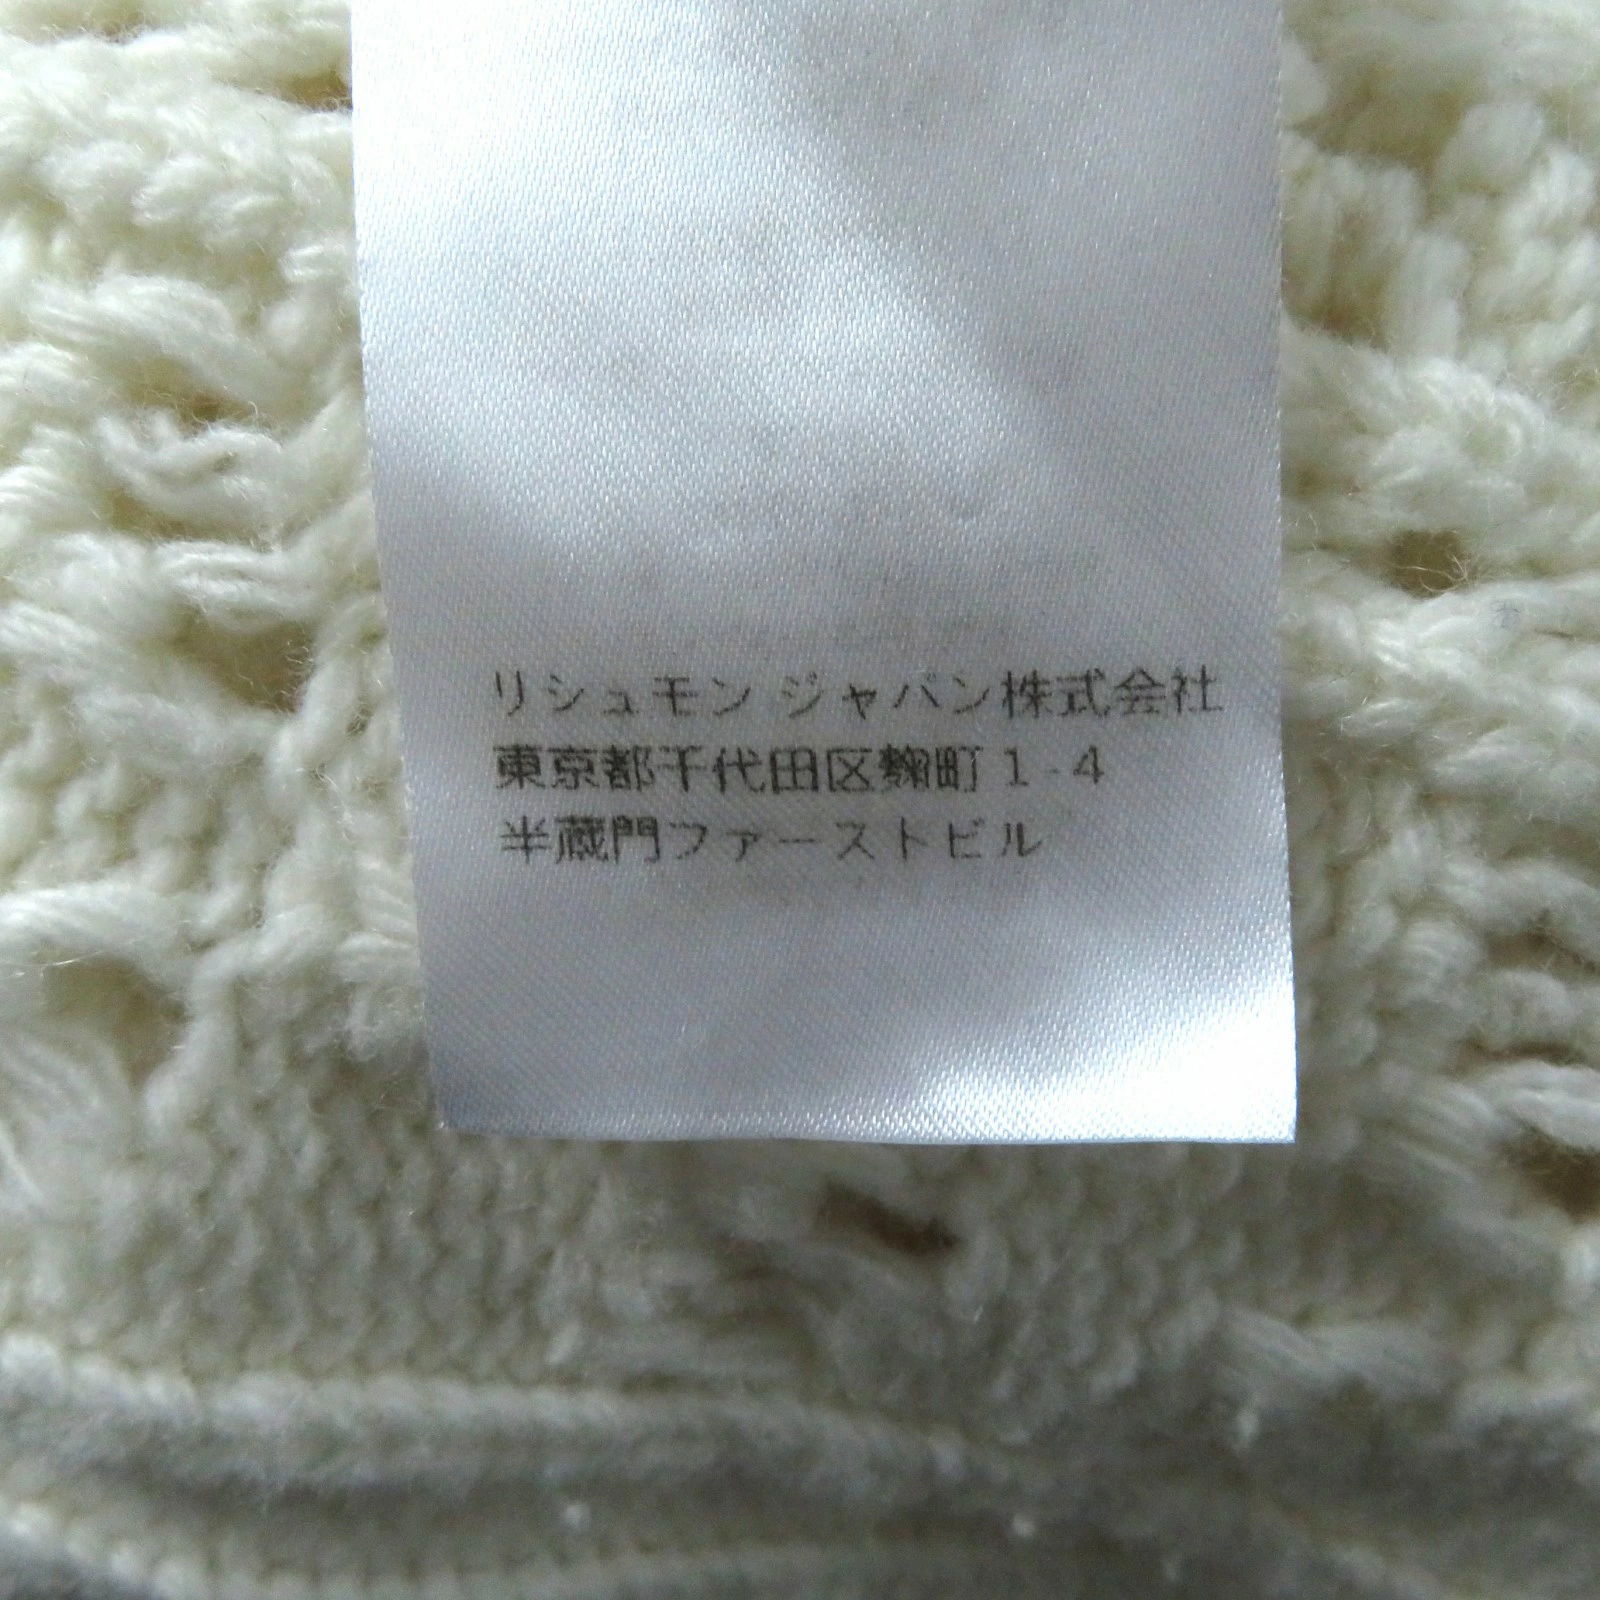 リシュモン ジャパン株式会社
東京都千代田区麹町1-4
半蔵門ファーストビル